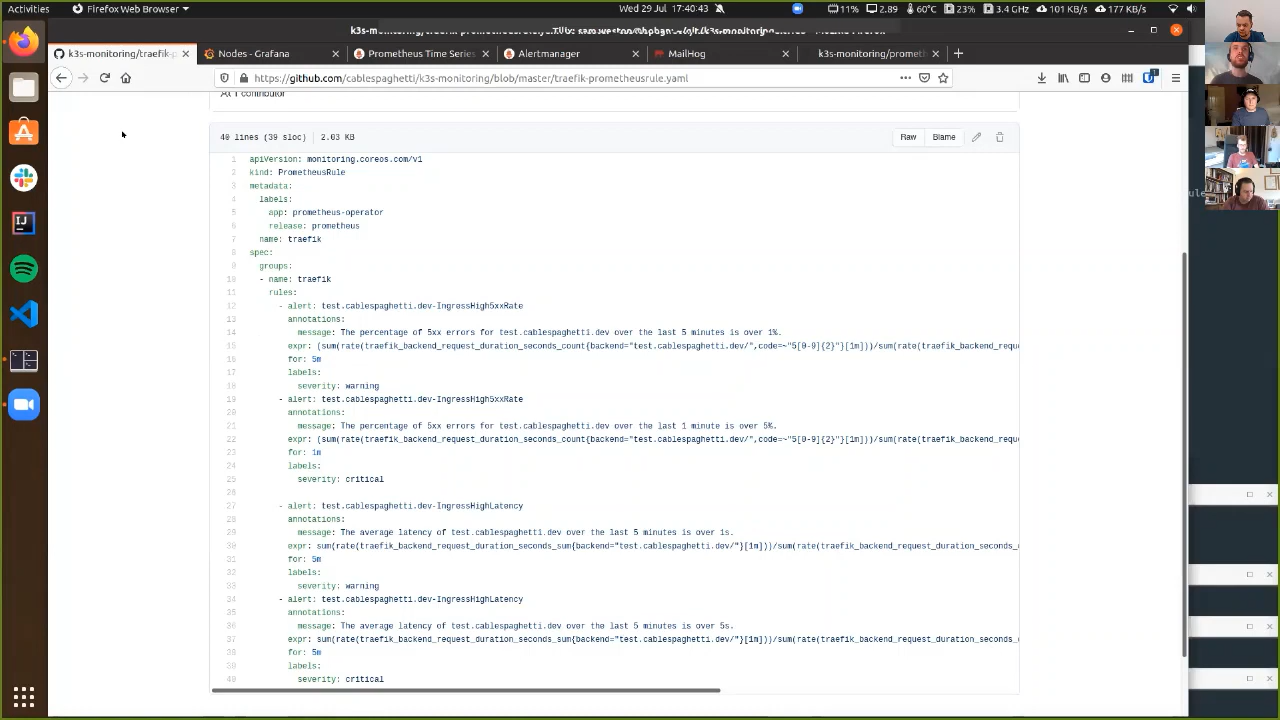 Activities
Firefox Web Browser
Wed 29 Jul 17:40:43
11%
2.89
60°C
23%
3.4 GHz
101 KB/s
177 KB/s
k3s-monitoring/traefik-p
Nodes - Grafana
Prometheus Time Series
Alertmanager
MailHog
k3s-monitoring/prometh
https://github.com/cablespaghetti/k3s-monitoring/blob/master/traefik-prometheusrule.yaml
contributor
40 lines (39 sloc)
2.03 KB
Raw
Blame
1 apiVersion: monitoring.coreos.com/v1
2 kind: PrometheusRule
3 metadata:
4 labels:
5 app: prometheus-operator
6 release: prometheus
7 name: traefik
8 spec:
9 groups:
10 - name: traefik
11 rules:
12 - alert: test.cablespaghetti.dev-IngressHigh5xxRate
13 annotations:
14 message: The percentage of 5xx errors for test.cablespaghetti.dev over the last 5 minutes is over 1%.
15 expr: (sum(rate(traefik_backend_request_duration_seconds_count{backend="test.cablespaghetti.dev/",code=~"5[0-9]{2}"}[1m]))/sum(rate(traefik_backend_reque
16 for: 5m
17 labels:
18 severity: warning
19 - alert: test.cablespaghetti.dev-IngressHigh5xxRate
20 annotations:
21 message: The percentage of 5xx errors for test.cablespaghetti.dev over the last 1 minute is over 5%.
22 expr: (sum(rate(traefik_backend_request_duration_seconds_count{backend="test.cablespaghetti.dev/",code=~"5[0-9]{2}"}[1m]))/sum(rate(traefik_backend_reque
23 for: 1m
24 labels:
25 severity: critical
26
27 - alert: test.cablespaghetti.dev-IngressHighLatency
28 annotations:
29 message: The average latency of test.cablespaghetti.dev over the last 5 minutes is over 1s.
30 expr: sum(rate(traefik_backend_request_duration_seconds_sum{backend="test.cablespaghetti.dev/"}[1m]))/sum(rate(traefik_backend_request_duration_seconds_c
31 for: 5m
32 labels:
33 severity: warning
34 - alert: test.cablespaghetti.dev-IngressHighLatency
35 annotations:
36 message: The average latency of test.cablespaghetti.dev over the last 5 minutes is over 5s.
37 expr: sum(rate(traefik_backend_request_duration_seconds_sum{backend="test.cablespaghetti.dev/"}[1m]))/sum(rate(traefik_backend_request_duration_seconds_c
38 for: 5m
39 labels:
40 severity: critical